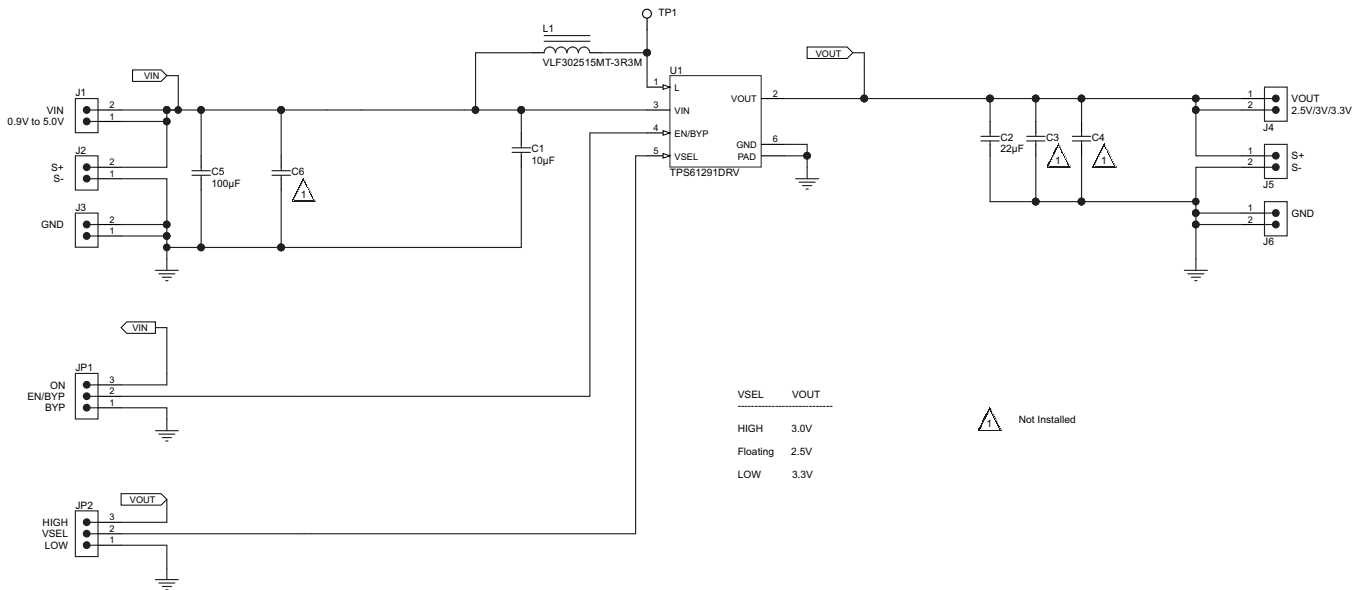 TP1
L1
VLF302515MT-3R3M
VIN
J1
VIN
0.9V to 5.0V
2
1
J2
S+
S-
2
1
J3
GND
2
1
C5
100µF
C6
1
C1
10µF
U1
1
L
3
VIN
4
EN/BYP
5
VSEL
VOUT
2
GND
6
PAD
TPS61291DRV
VOUT
C2
22µF
C3
1
C4
1
1
2
VOUT
2.5V/3V/3.3V
J4
1
2
S+
S-
J5
1
2
GND
J6
VIN
JP1
ON
EN/BYP
BYP
3
2
1
VOUT
JP2
HIGH
VSEL
LOW
3
2
1
VSEL VOUT
HIGH 3.0V
Floating 2.5V
LOW 3.3V
1 Not Installed